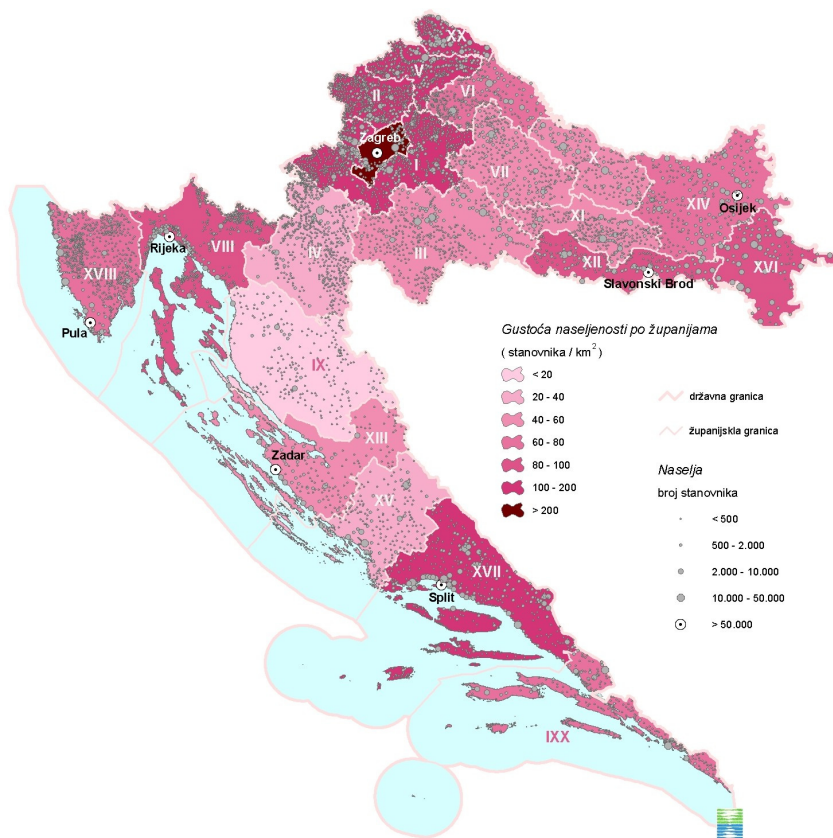 XX
V
VI
II
Zagreb
I
VII
X
XIV
Osijek
XI
XVIII
Rijeka
VIII
IV
III
XII
Slavonski Brod
XVI
Pula
IX
XIII
Zadar
XV
XVII
Split
IXX
Gustoća naseljenosti po županijama
( stanovnika / km²)
< 20
20 - 40
40 - 60
60 - 80
80 - 100
100 - 200
> 200
državna granica
županijskla granica
Naselja
broj stanovnika
< 500
500 - 2.000
2.000 - 10.000
10.000 - 50.000
> 50.000